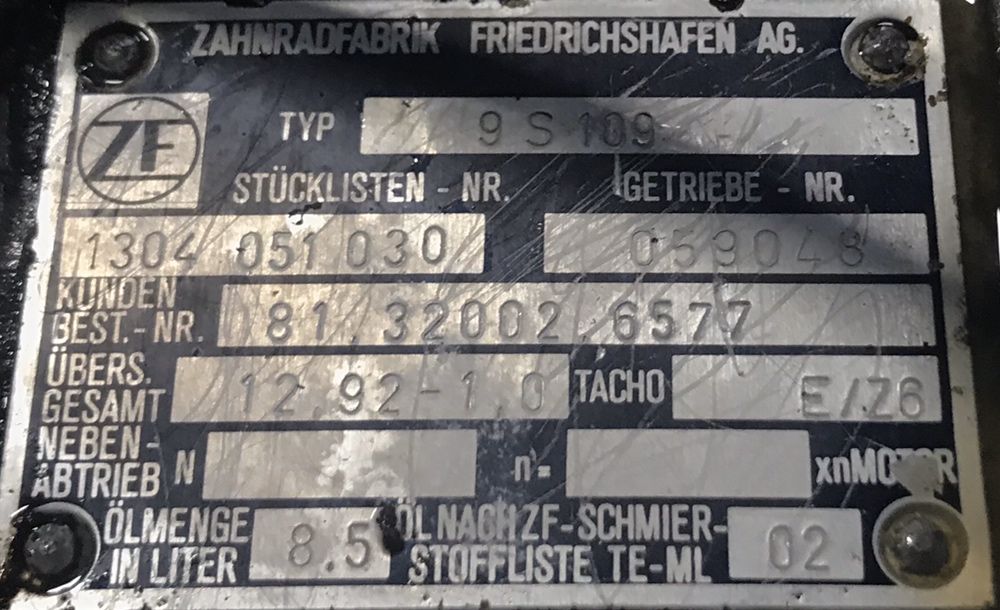 ZAHNRADFABRIK FRIEDRICHSHAFEN AG.
ZF TYP 9 S 109 -
STÜCKLISTEN - NR. GETRIEBE - NR.
1304 051 030 059048
KUNDEN
BEST.- NR. 81.32002.6577
ÜBERS.
GESAMT 12,92-1,0 TACHO E/Z6
NEBEN-
ABTRIEB N n= xnMOTOR
ÖLMENGE
IN LITER 8.5 ÖL NACH ZF-SCHMIER-
STOFFLISTE TE-ML 02